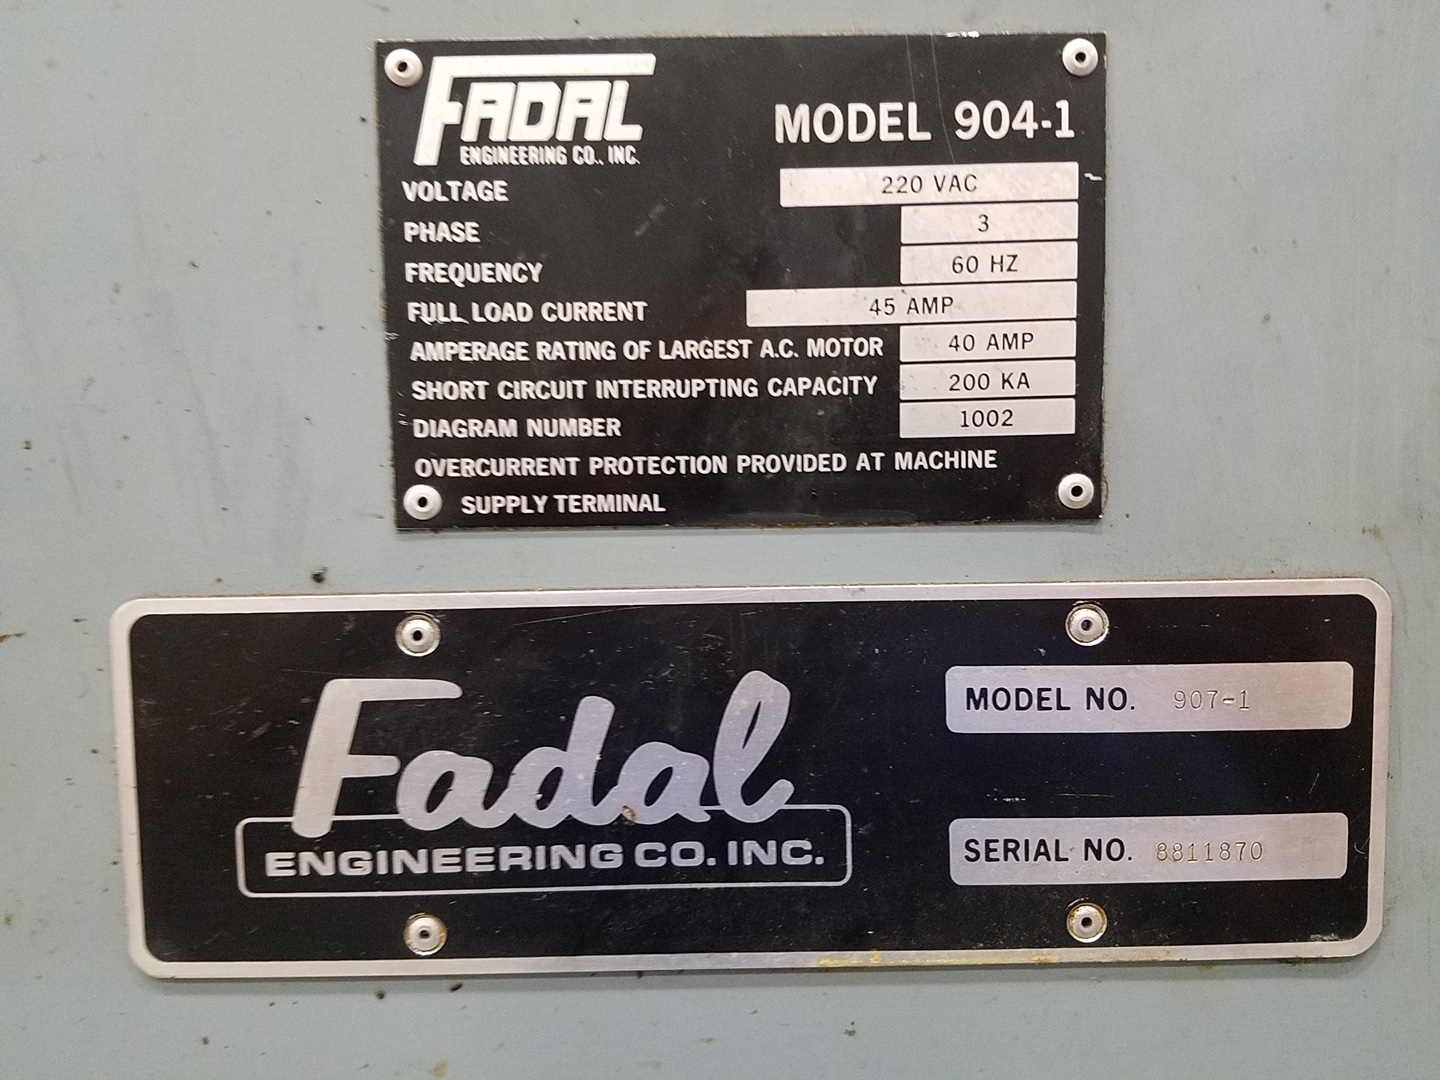 FADAL
ENGINEERING CO., INC.
MODEL 904-1
VOLTAGE 220 VAC
PHASE 3
FREQUENCY 60 HZ
FULL LOAD CURRENT 45 AMP
AMPERAGE RATING OF LARGEST A.C. MOTOR 40 AMP
SHORT CIRCUIT INTERRUPTING CAPACITY 200 KA
DIAGRAM NUMBER 1002
OVERCURRENT PROTECTION PROVIDED AT MACHINE
SUPPLY TERMINAL
Fadal
ENGINEERING CO. INC.
MODEL NO. 907-1
SERIAL NO. 8811870